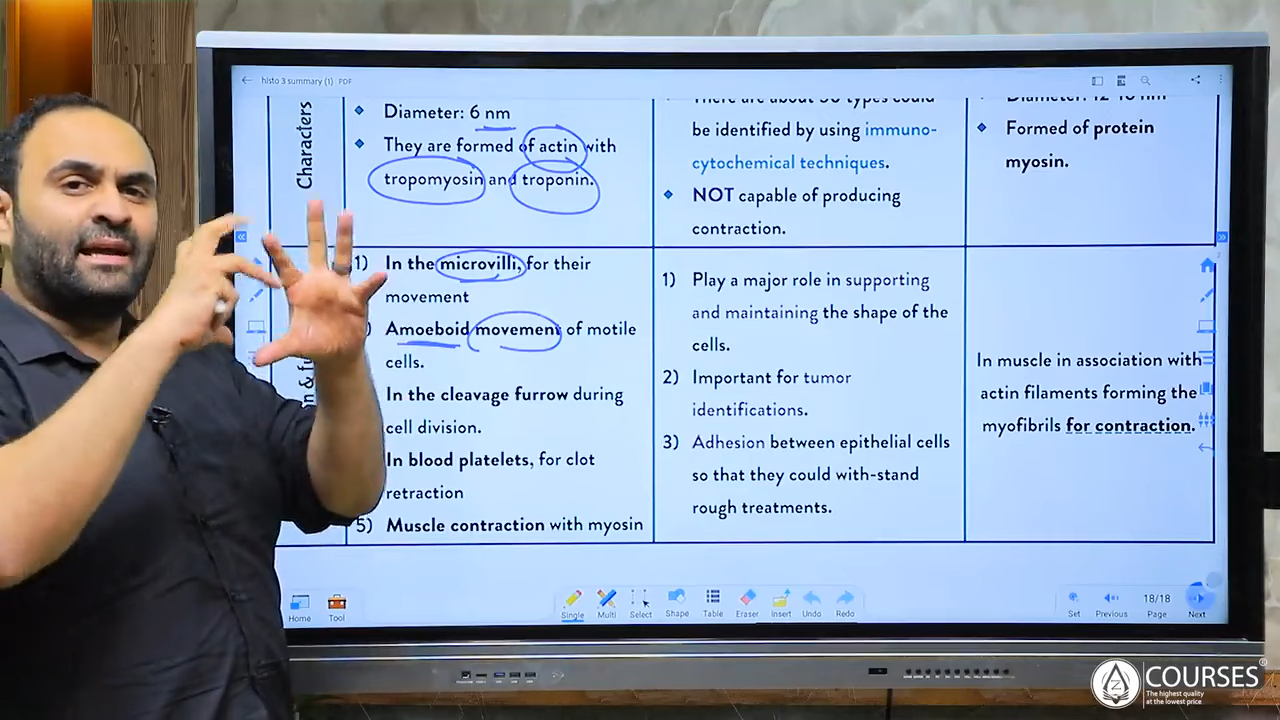 histo 3 summary (1) PDF
Characters
Diameter: 6 nm
They are formed of actin with
tropomyosin and troponin.
be identified by using immuno-
cytochemical techniques.
NOT capable of producing
contraction.
Formed of protein
myosin.
1) In the microvilli, for their
movement
Amoeboid movement of motile
cells.
In the cleavage furrow during
cell division.
In blood platelets, for clot
retraction
5) Muscle contraction with myosin
1) Play a major role in supporting
and maintaining the shape of the
cells.
2) Important for tumor
identifications.
3) Adhesion between epithelial cells
so that they could with-stand
rough treatments.
In muscle in association with
actin filaments forming the
myofibrils for contraction.
Home Tool Single Multi Select Shape Table Eraser Insert Undo Redo Set Previous 18/18 Page Next
Z COURSES®
The highest quality
at the lowest price